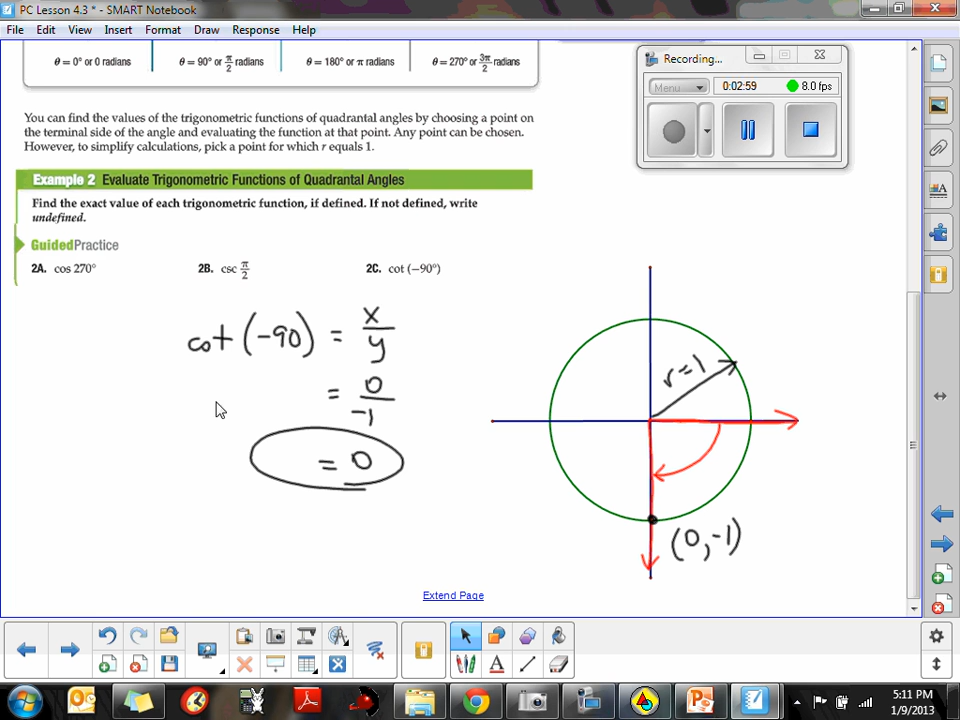 PC Lesson 4.3 * - SMART Notebook
File Edit View Insert Format Draw Response Help
θ = 0° or 0 radians
θ = 90° or π/2 radians
θ = 180° or π radians
θ = 270° or 3π/2 radians
Recording...
Menu
0:02:59
8.0 fps
You can find the values of the trigonometric functions of quadrantal angles by choosing a point on
the terminal side of the angle and evaluating the function at that point. Any point can be chosen.
However, to simplify calculations, pick a point for which r equals 1.
Example 2 Evaluate Trigonometric Functions of Quadrantal Angles
Find the exact value of each trigonometric function, if defined. If not defined, write
undefined.
GuidedPractice
2A. cos 270°
2B. csc π/2
2C. cot (−90°)
cot (-90) = x/y
= 0/-1
= 0
r=1
(0,-1)
Extend Page
5:11 PM
1/9/2013